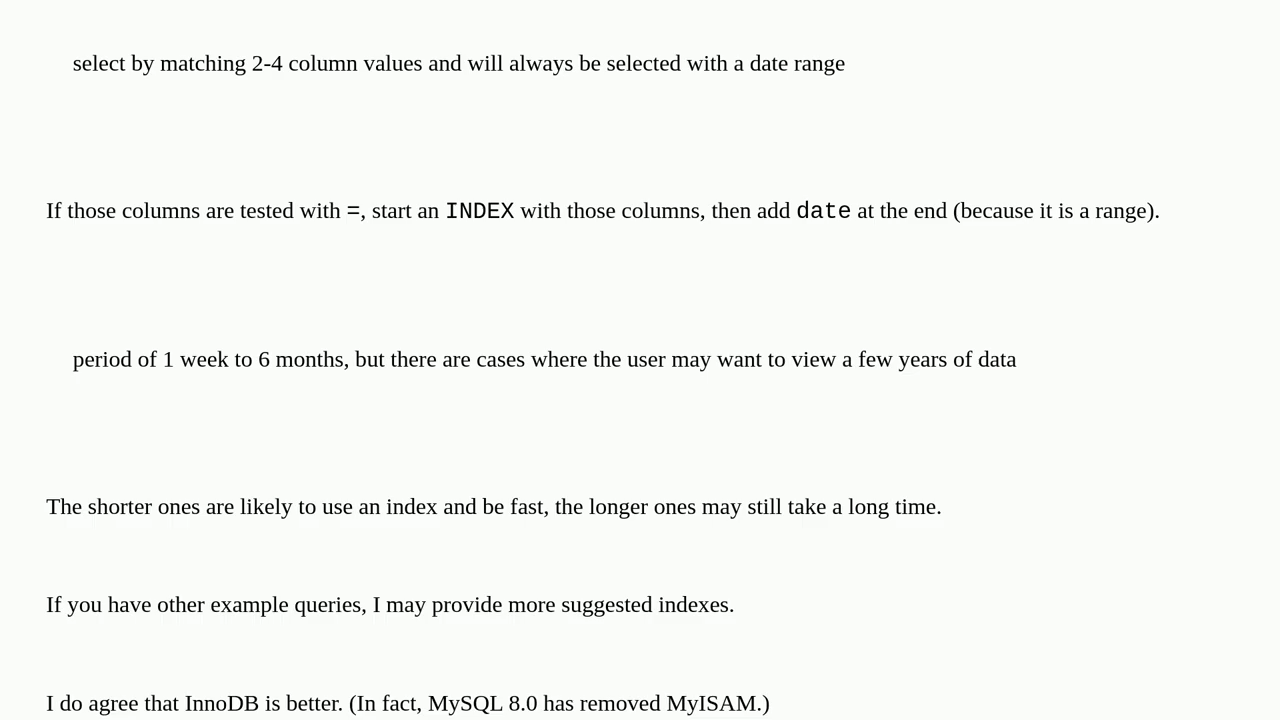 select by matching 2-4 column values and will always be selected with a date range
If those columns are tested with =, start an INDEX with those columns, then add date at the end (because it is a range).
period of 1 week to 6 months, but there are cases where the user may want to view a few years of data
The shorter ones are likely to use an index and be fast, the longer ones may still take a long time.
If you have other example queries, I may provide more suggested indexes.
I do agree that InnoDB is better. (In fact, MySQL 8.0 has removed MyISAM.)